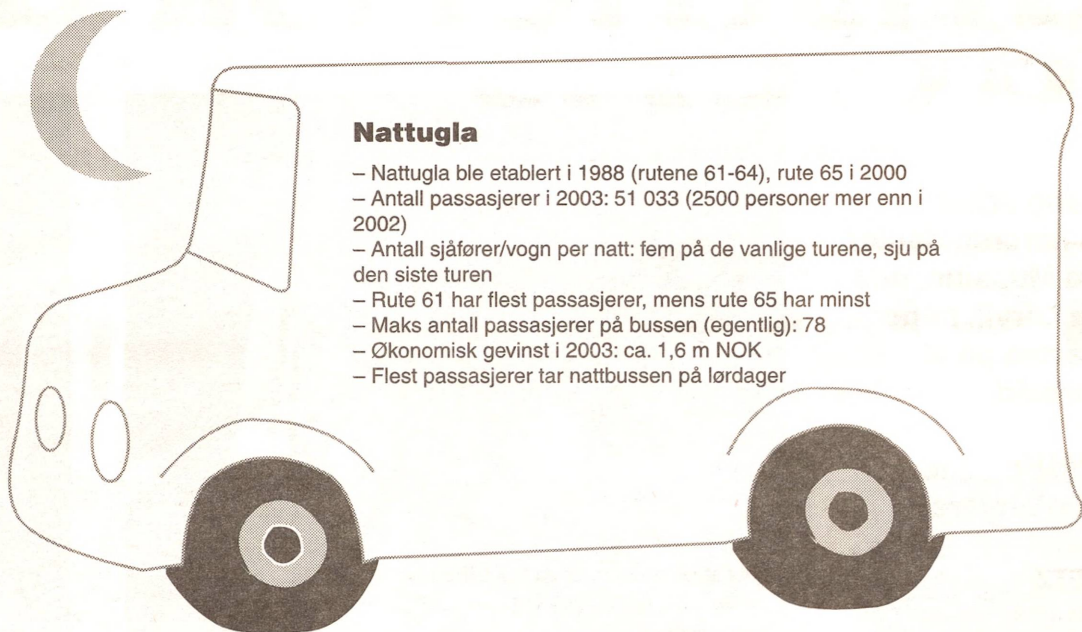 Nattugla
– Nattugla ble etablert i 1988 (rutene 61-64), rute 65 i 2000
– Antall passasjerer i 2003: 51 033 (2500 personer mer enn i
2002)
– Antall sjåfører/vogn per natt: fem på de vanlige turene, sju på
den siste turen
– Rute 61 har flest passasjerer, mens rute 65 har minst
– Maks antall passasjerer på bussen (egentlig): 78
– Økonomisk gevinst i 2003: ca. 1,6 m NOK
– Flest passasjerer tar nattbussen på lørdager